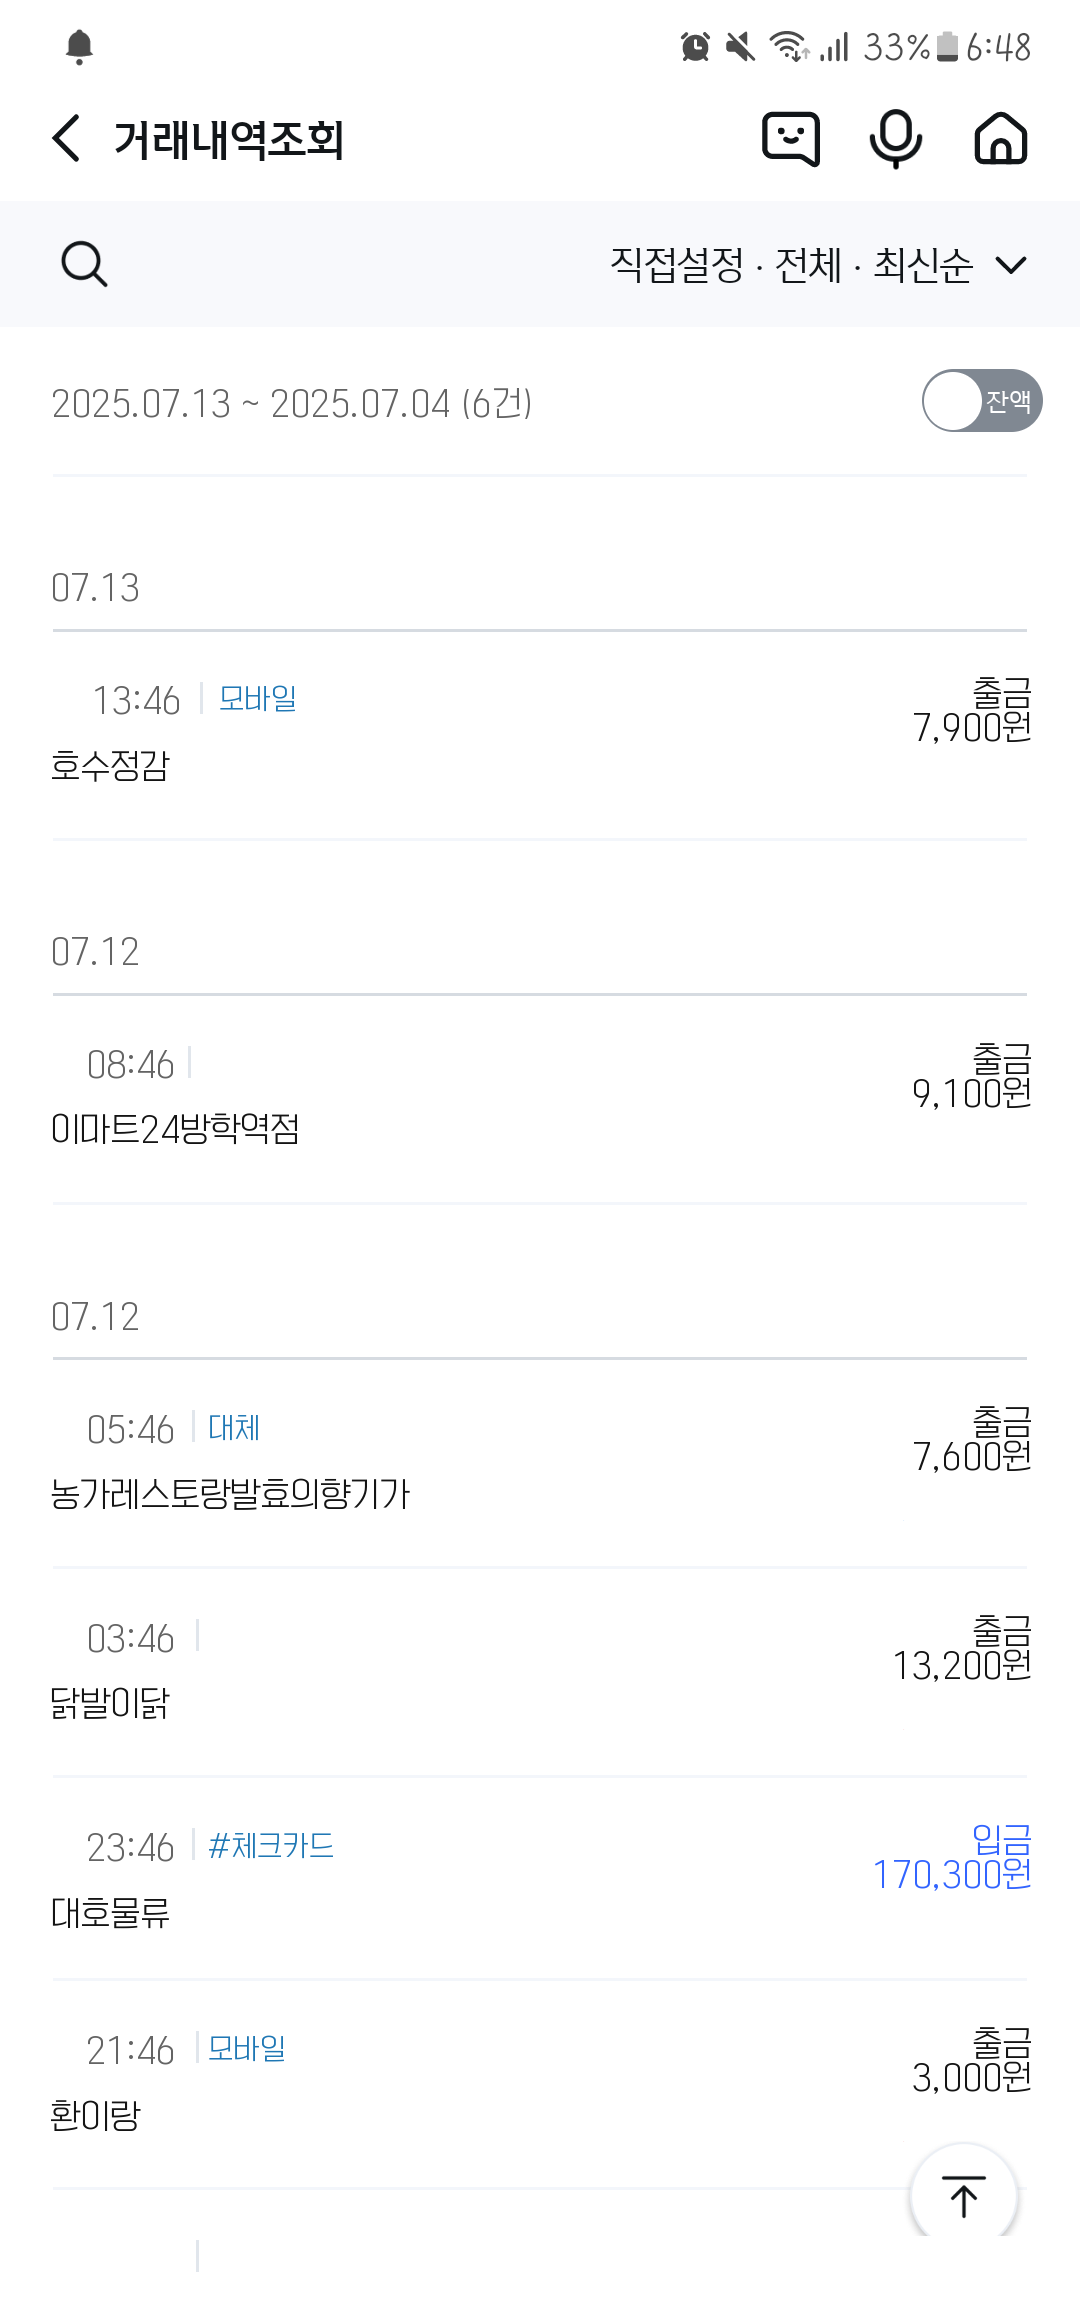 33% 6:48
거래내역조회
직접설정 · 전체 · 최신순
2025.07.13 ~ 2025.07.04 (6건)
잔액
07.13
13:46 모바일
출금
7,900원
호수정감
07.12
08:46
출금
9,100원
이마트24방학역점
07.12
05:46 대체
출금
7,600원
농가레스토랑발효의향기가
03:46
출금
13,200원
닭발이닭
23:46 #체크카드
입금
170,300원
대호물류
21:46 모바일
출금
3,000원
환이랑